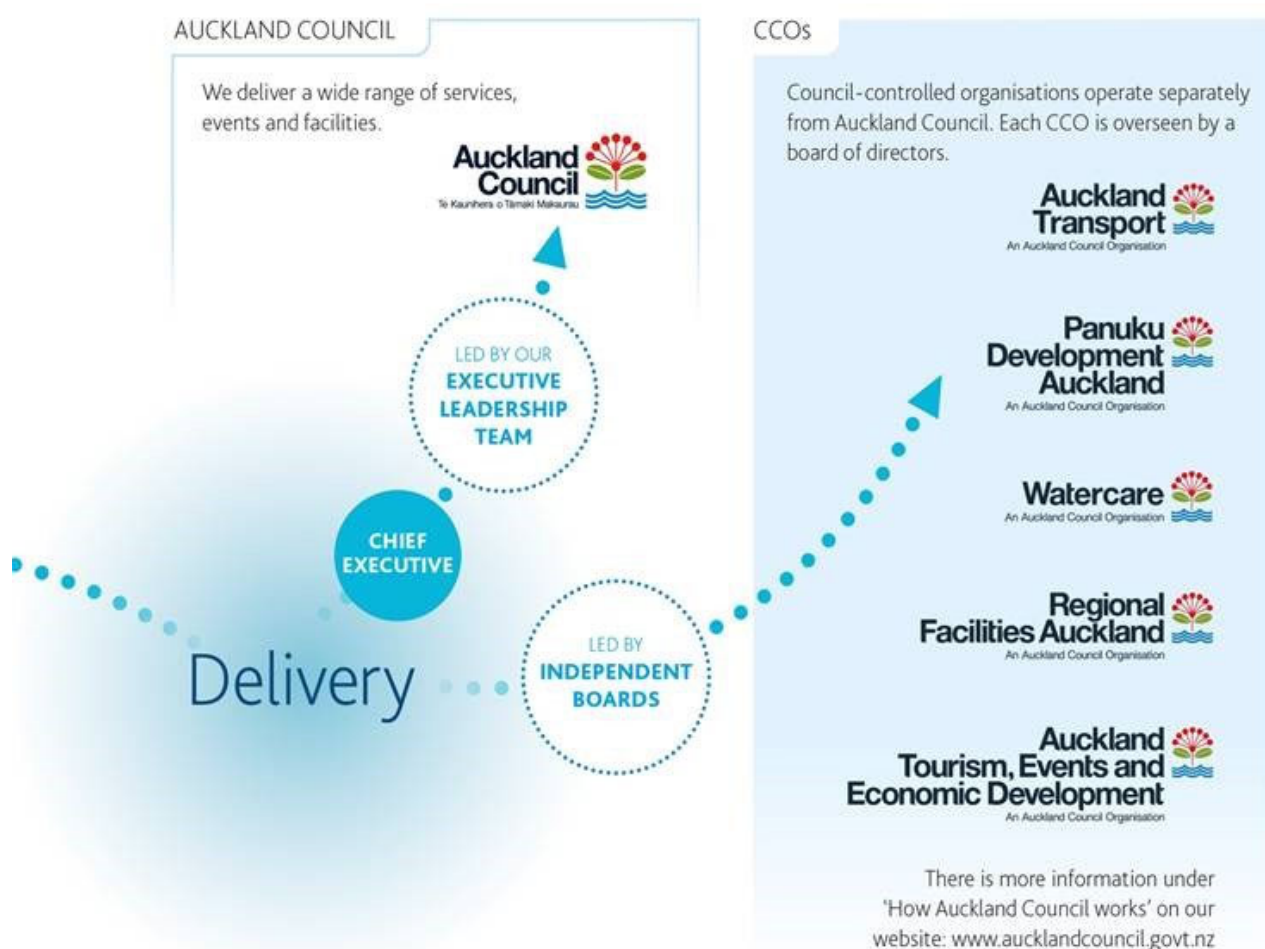 AUCKLAND COUNCIL
We deliver a wide range of services,
events and facilities.
Auckland
Council
Te Kaunihera o Tāmaki Makaurau
LED BY OUR
EXECUTIVE
LEADERSHIP
TEAM
CHIEF
EXECUTIVE
Delivery
LED BY
INDEPENDENT
BOARDS
CCOs
Council-controlled organisations operate separately
from Auckland Council. Each CCO is overseen by a
board of directors.
Auckland
Transport
An Auckland Council Organisation
Panuku
Development
Auckland
An Auckland Council Organisation
Watercare
An Auckland Council Organisation
Regional
Facilities Auckland
An Auckland Council Organisation
Auckland
Tourism, Events and
Economic Development
An Auckland Council Organisation
There is more information under
'How Auckland Council works' on our
website: www.aucklandcouncil.govt.nz